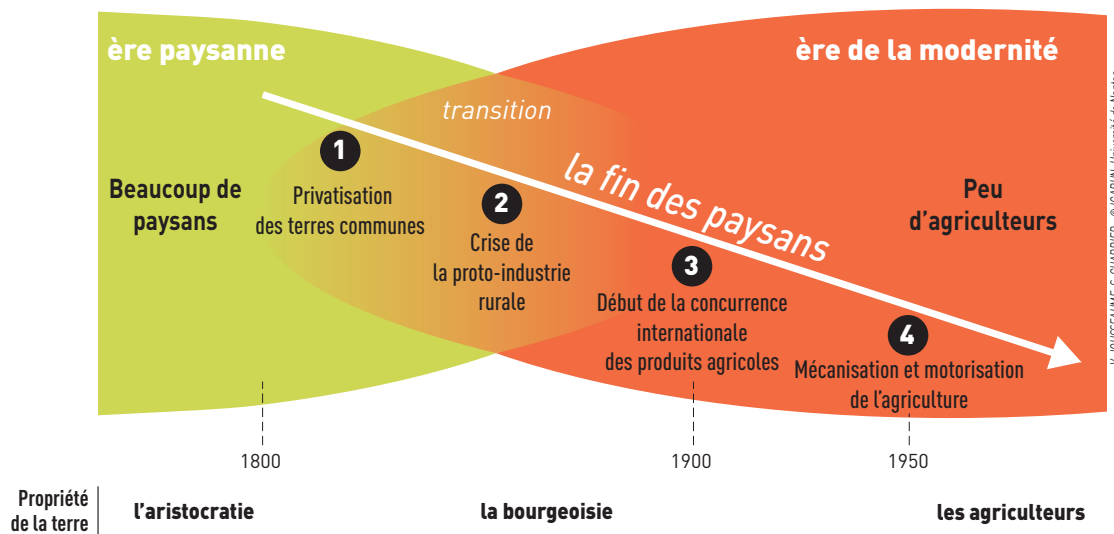 ère paysanne
ère de la modernité
transition
la fin des paysans
Beaucoup de
paysans
1
Privatisation
des terres communes
2
Crise de
la proto-industrie
rurale
3
Début de la concurrence
internationale
des produits agricoles
4
Mécanisation et motorisation
de l’agriculture
Peu
d’agriculteurs
1800
1900
1950
Propriété
de la terre
l’aristocratie
la bourgeoisie
les agriculteurs